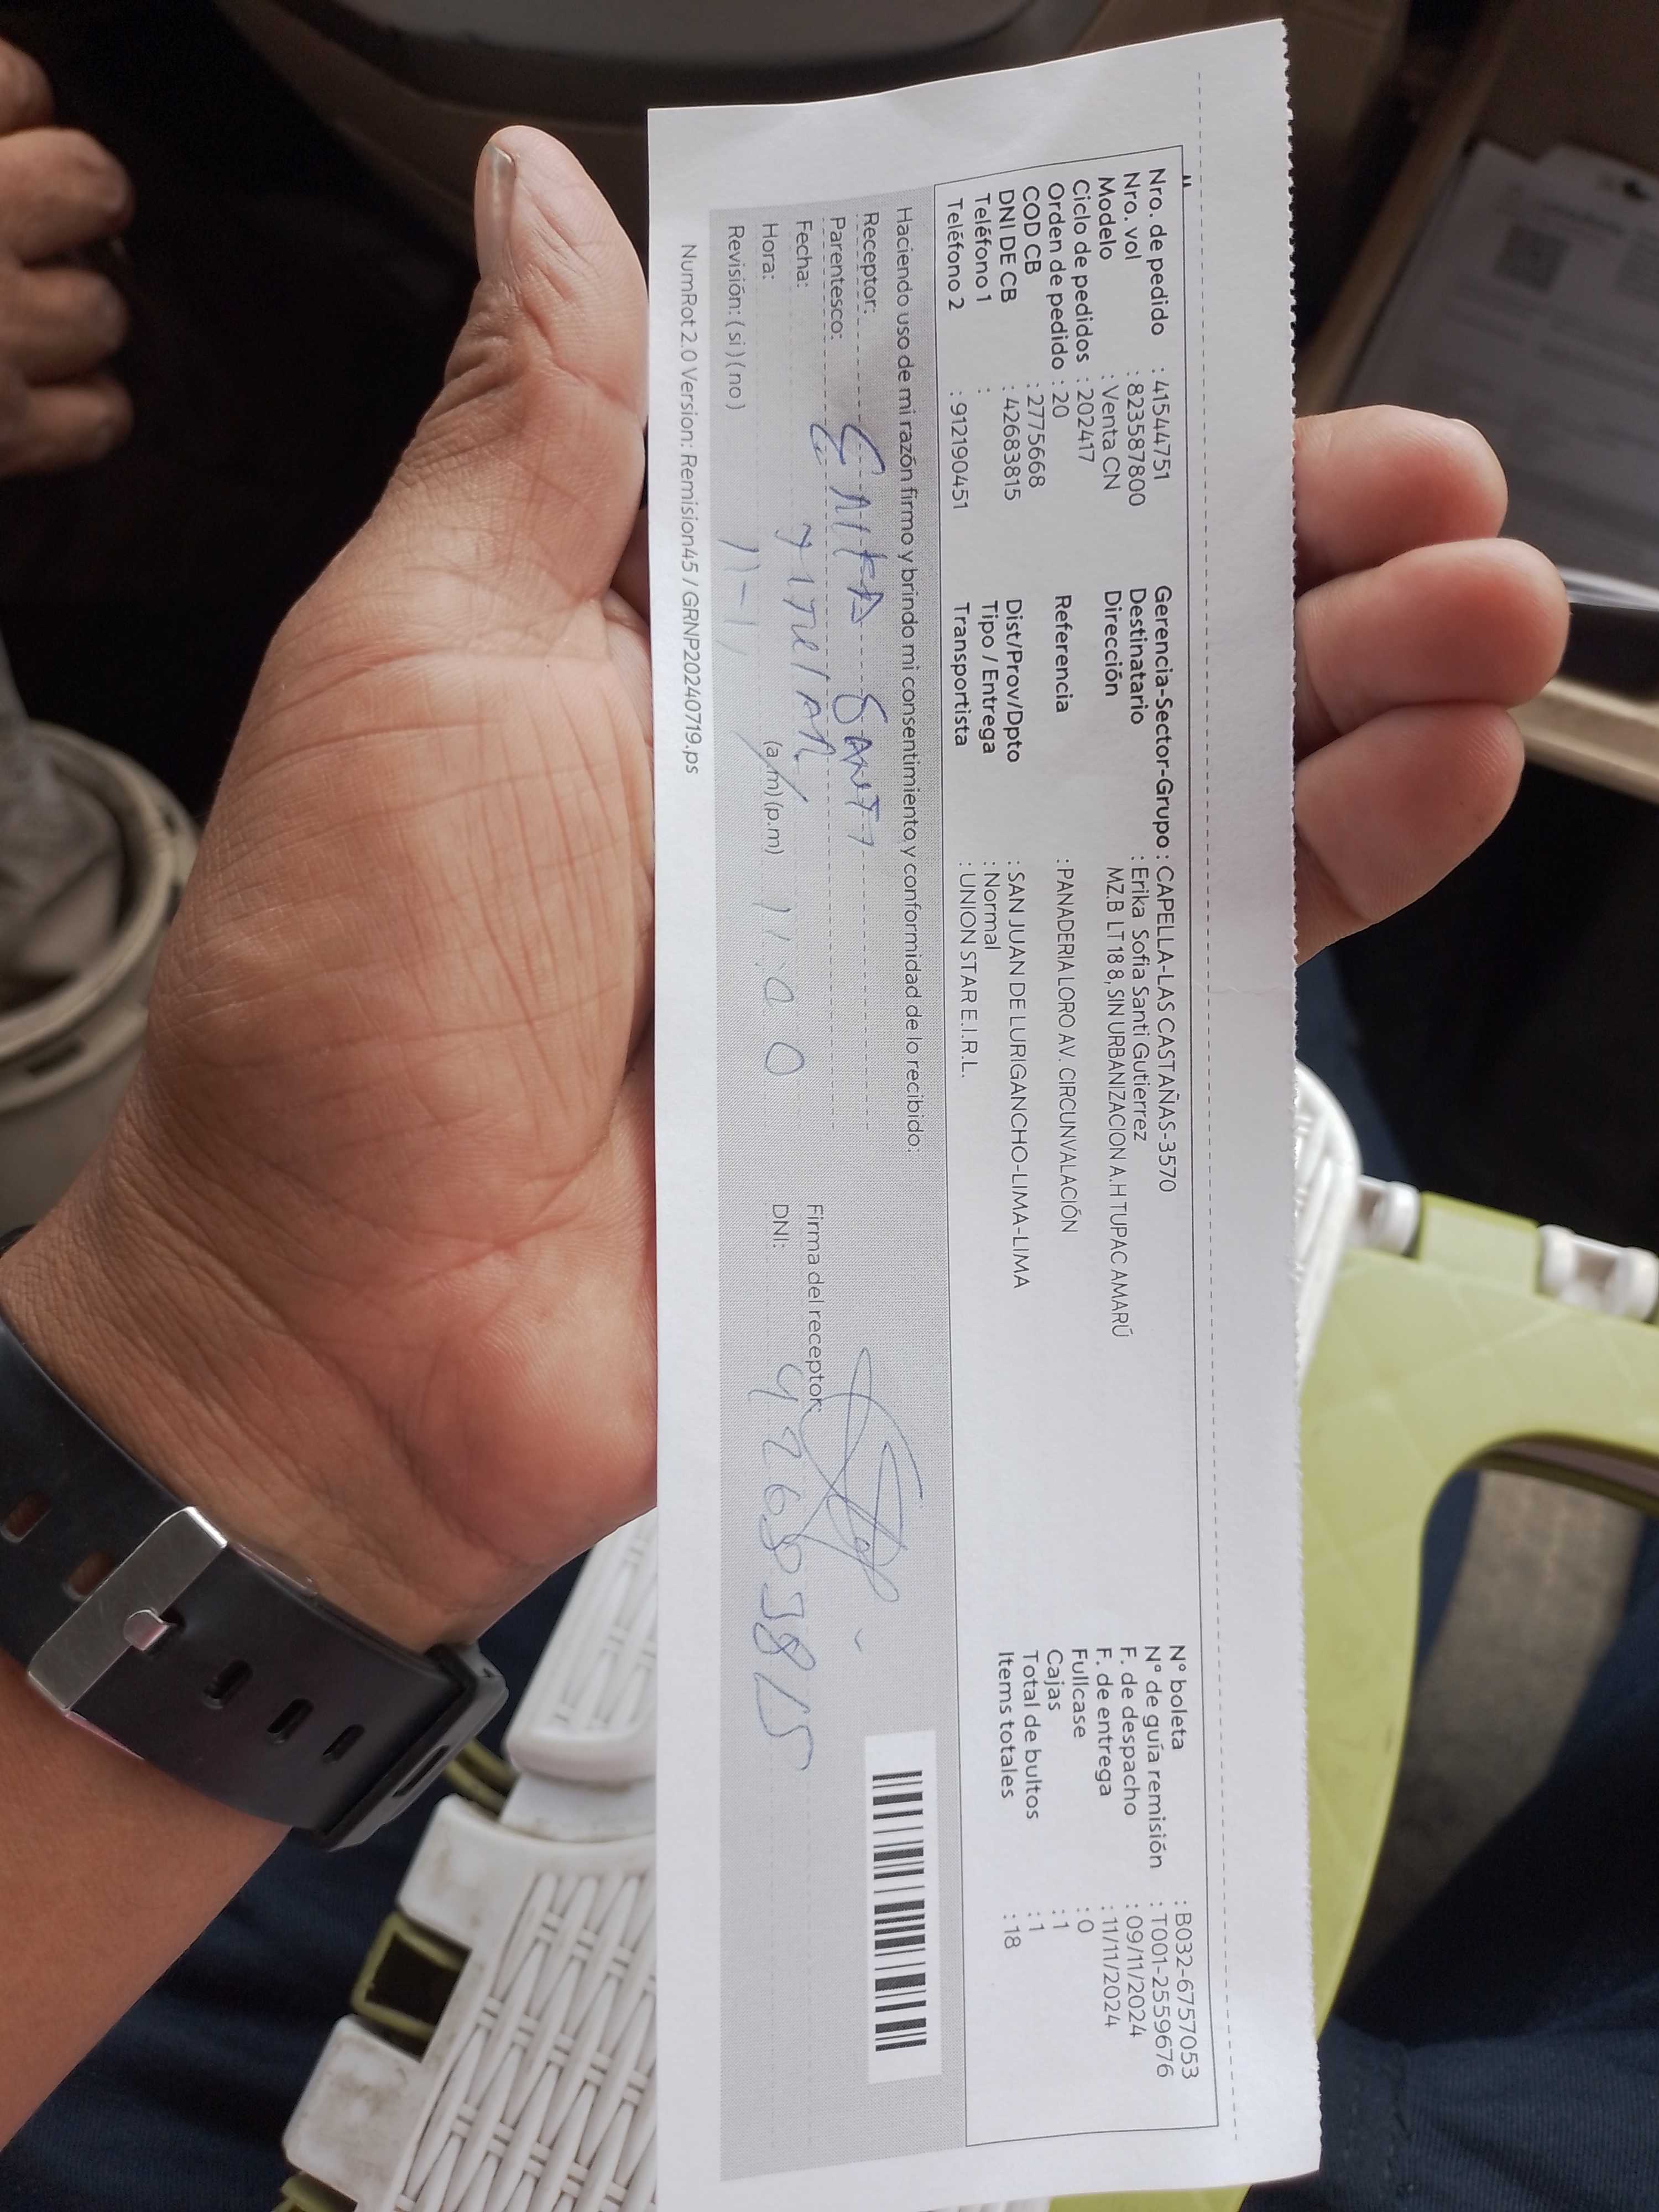 Nro. de pedido : 41544751
Nro. vol : 823587800
Modelo : Venta CN
Ciclo de pedidos : 202417
Orden de pedido : 20
COD CB : 2775668
DNI DE CB : 42683815
Teléfono 1 :
Teléfono 2 : 912190451
Gerencia-Sector-Grupo : CAPELLA-LAS CASTAÑAS-3570
Destinatario : Erika Sofia Santi Gutierrez
Dirección MZ.B LT 18 8, SIN URBANIZACION A.H TUPAC AMARÚ
Referencia : PANADERIA LORO AV. CIRCUNVALACIÓN
Dist/Prov/Dpto : SAN JUAN DE LURIGANCHO-LIMA-LIMA
Tipo / Entrega : Normal
Transportista : UNION STAR E.I.R.L.
N° boleta : B032-6757053
N° de guía remisión : T001-2559676
F. de despacho : 09/11/2024
F. de entrega : 11/11/2024
Fullcase : 0
Cajas : 1
Total de bultos : 1
Items totales : 18
Haciendo uso de mi razón firmo y brindo mi consentimiento y conformidad de lo recibido:
Receptor: ERIKA SANTI
Parentesco: TITULAR
Fecha: 11-11
Hora: (a.m) (p.m) 11:00
Revisión: ( si ) ( no )
Firma del receptor:
DNI: 42683815
NumRot 2.0 Version: Remision45 / GRNP20240719.ps